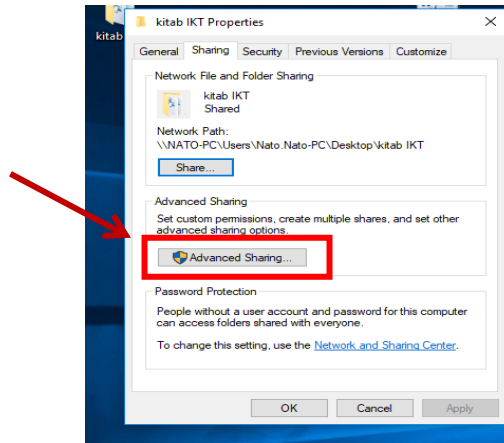 kitab
kitab IKT Properties
General Sharing Security Previous Versions Customize
Network File and Folder Sharing
kitab IKT
Shared
Network Path:
\\NATO-PC\Users\Nato.Nato-PC\Desktop\kitab IKT
Share...
Advanced Sharing
Set custom permissions, create multiple shares, and set other
advanced sharing options.
Advanced Sharing...
Password Protection
People without a user account and password for this computer
can access folders shared with everyone.
To change this setting, use the Network and Sharing Center.
OK Cancel Apply